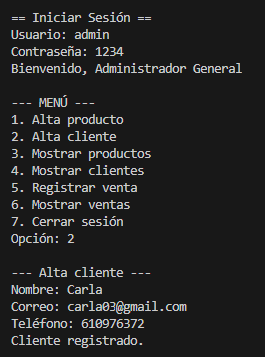 == Iniciar Sesión ==
Usuario: admin
Contraseña: 1234
Bienvenido, Administrador General

--- MENÚ ---
1. Alta producto
2. Alta cliente
3. Mostrar productos
4. Mostrar clientes
5. Registrar venta
6. Mostrar ventas
7. Cerrar sesión
Opción: 2

--- Alta cliente ---
Nombre: Carla
Correo: carla03@gmail.com
Teléfono: 610976372
Cliente registrado.